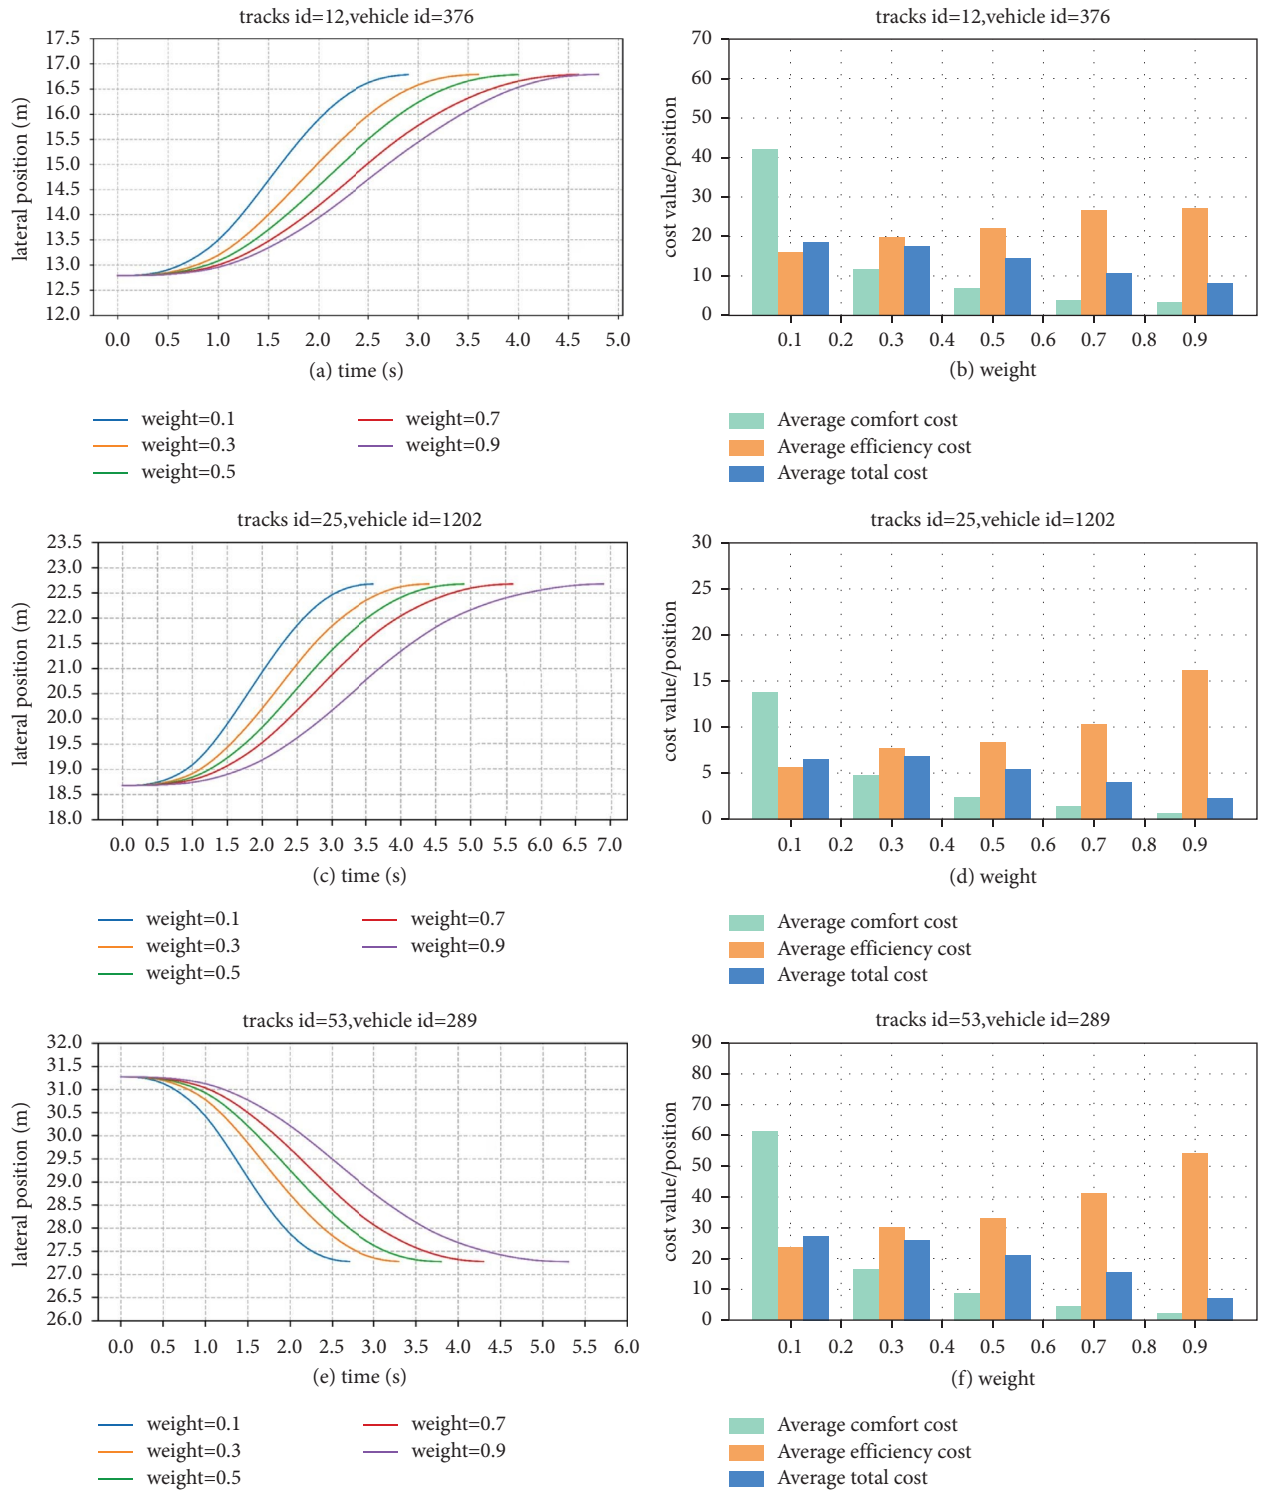 tracks id=12,vehicle id=376
17.5
17.0
16.5
16.0
15.5
15.0
14.5
14.0
13.5
13.0
12.5
12.0
lateral position (m)
0.0 0.5 1.0 1.5 2.0 2.5 3.0 3.5 4.0 4.5 5.0
(a) time (s)
weight=0.1
weight=0.3
weight=0.5
weight=0.7
weight=0.9
tracks id=12,vehicle id=376
70
60
50
40
30
20
10
0
cost value/position
0.1 0.2 0.3 0.4 0.5 0.6 0.7 0.8 0.9
(b) weight
Average comfort cost
Average efficiency cost
Average total cost
tracks id=25,vehicle id=1202
23.5
23.0
22.5
22.0
21.5
21.0
20.5
20.0
19.5
19.0
18.5
18.0
lateral position (m)
0.0 0.5 1.0 1.5 2.0 2.5 3.0 3.5 4.0 4.5 5.0 5.5 6.0 6.5 7.0
(c) time (s)
weight=0.1
weight=0.3
weight=0.5
weight=0.7
weight=0.9
tracks id=25,vehicle id=1202
30
25
20
15
10
5
0
cost value/position
0.1 0.2 0.3 0.4 0.5 0.6 0.7 0.8 0.9
(d) weight
Average comfort cost
Average efficiency cost
Average total cost
tracks id=53,vehicle id=289
32.0
31.5
31.0
30.5
30.0
29.5
29.0
28.5
28.0
27.5
27.0
26.5
26.0
lateral position (m)
0.0 0.5 1.0 1.5 2.0 2.5 3.0 3.5 4.0 4.5 5.0 5.5 6.0
(e) time (s)
weight=0.1
weight=0.3
weight=0.5
weight=0.7
weight=0.9
tracks id=53,vehicle id=289
90
80
70
60
50
40
30
20
10
0
cost value/position
0.1 0.2 0.3 0.4 0.5 0.6 0.7 0.8 0.9
(f) weight
Average comfort cost
Average efficiency cost
Average total cost